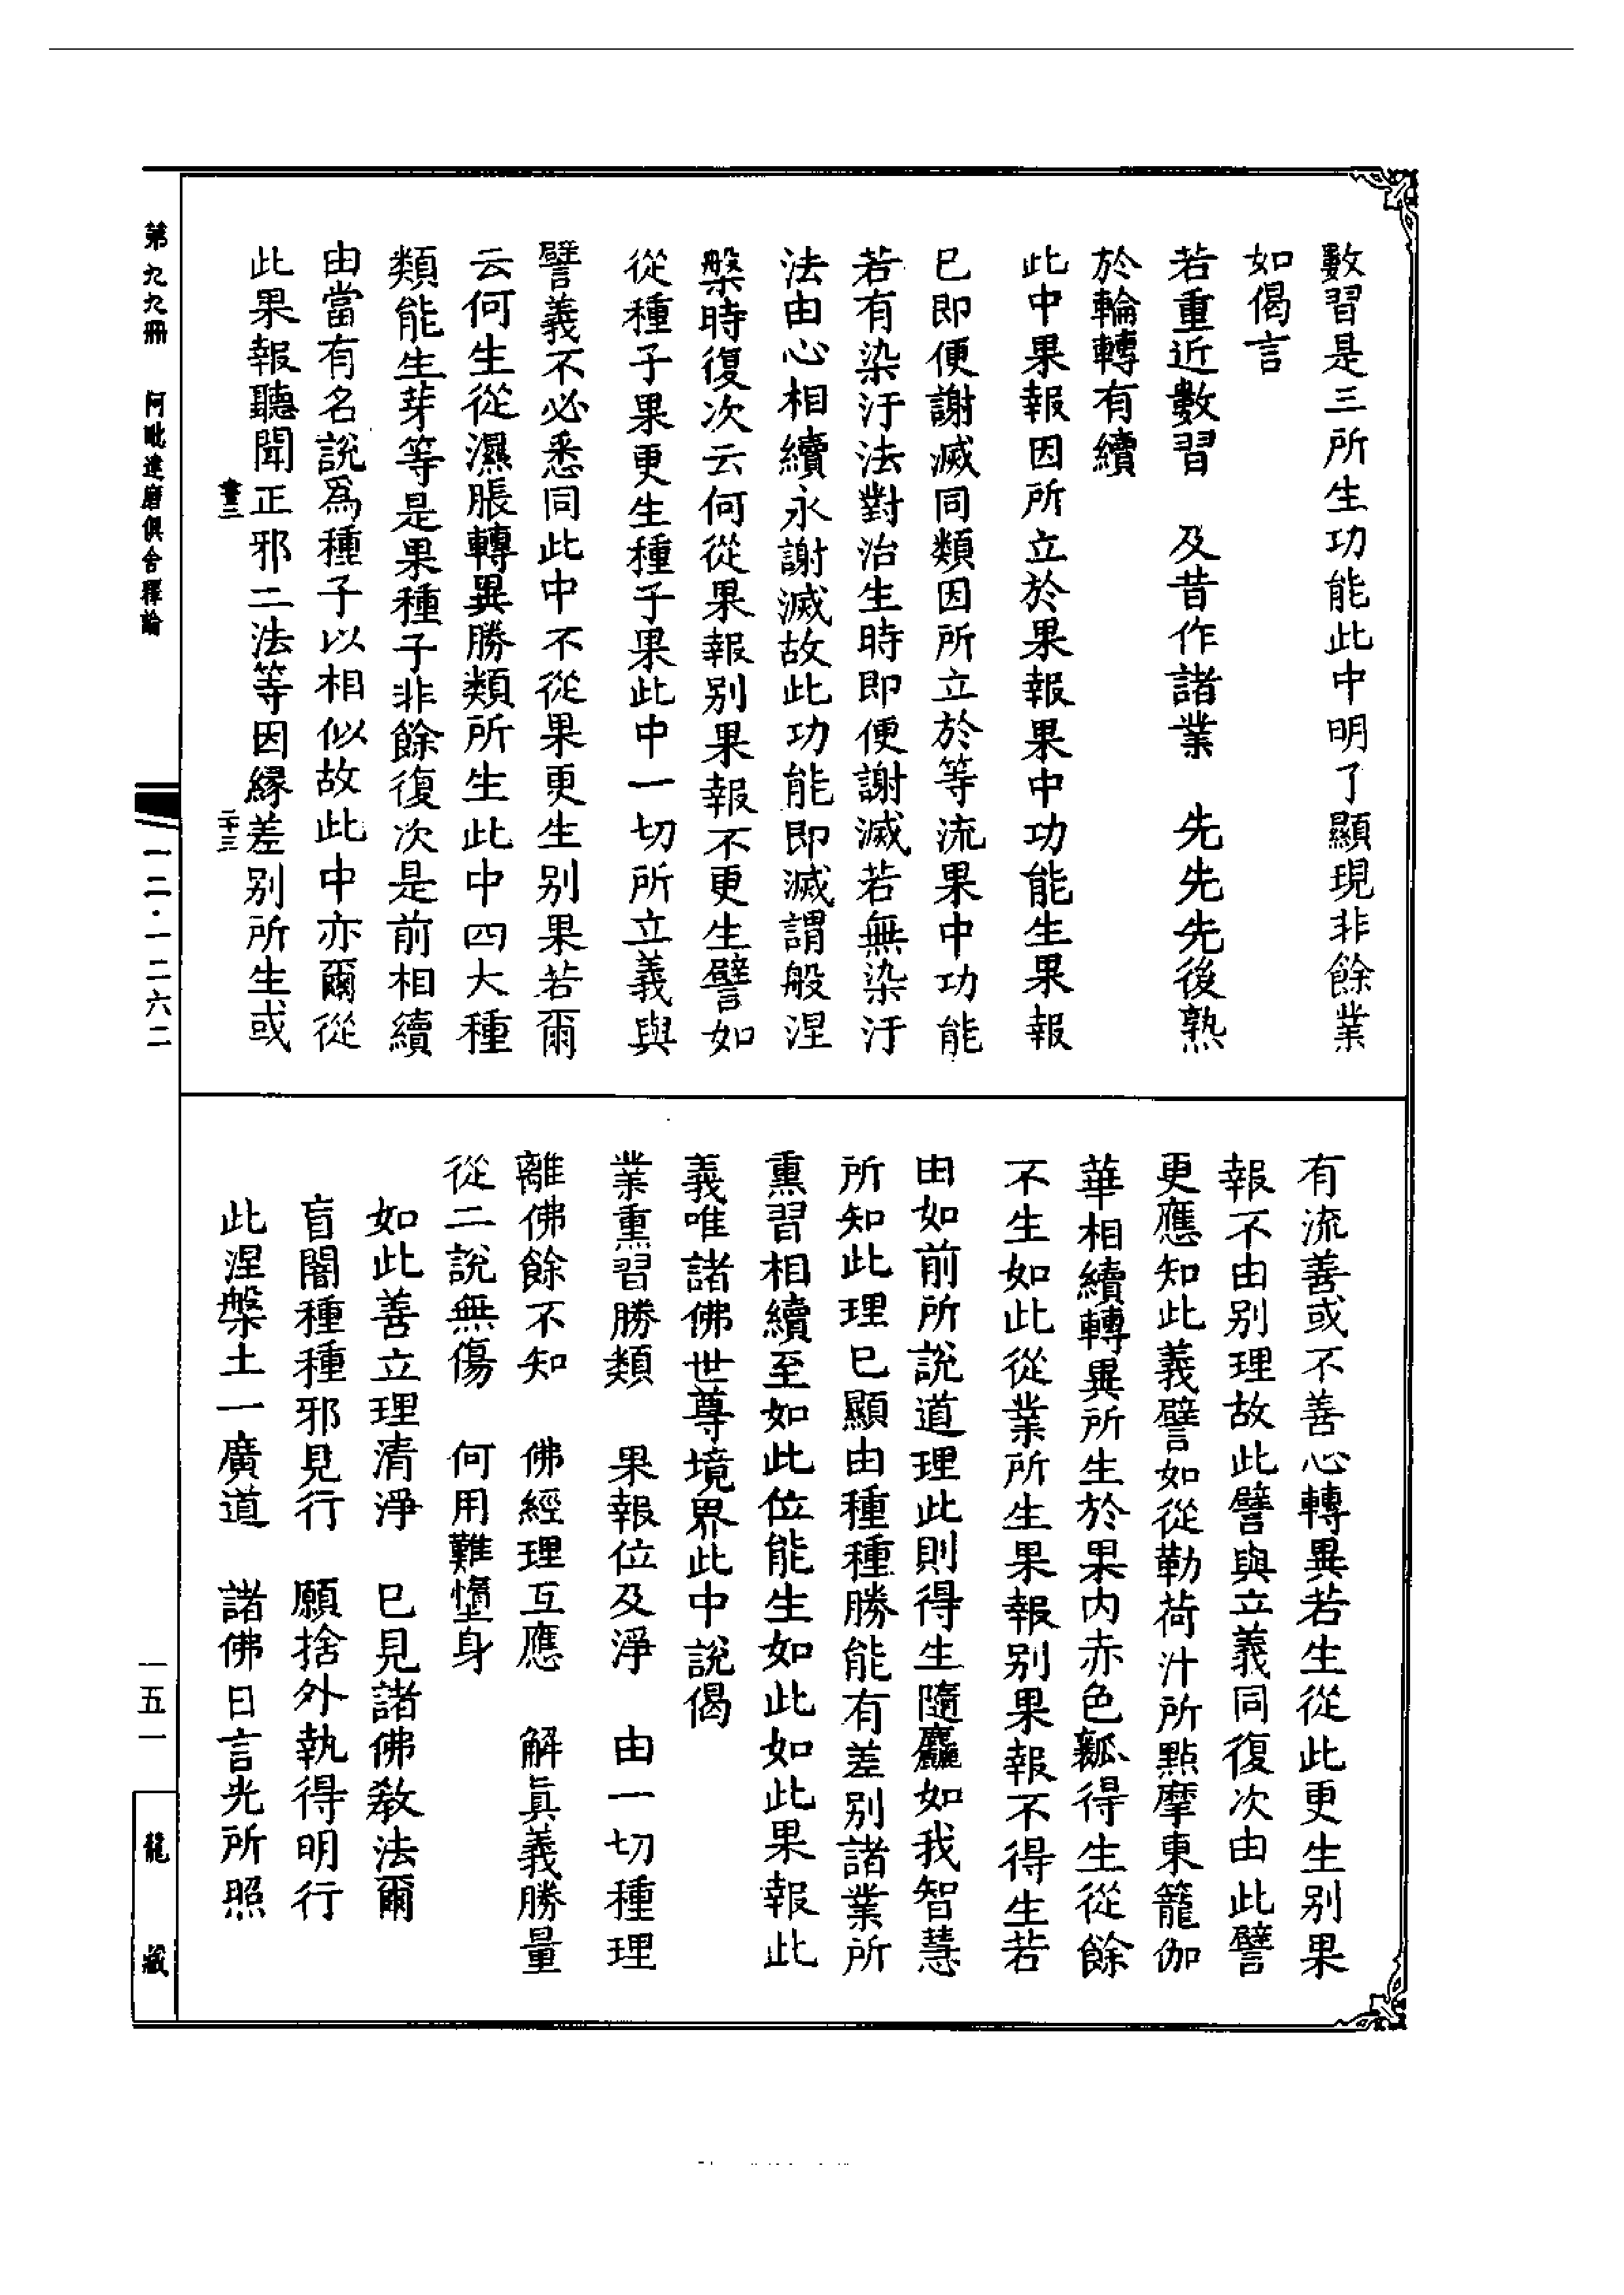 數習是三所生功能此中明了顯現非餘業
如偈言
若重近數習　及昔作諸業　先先先後熟
於輪轉有續
此中果報因所立於果報果中功能生果報
已即便謝滅同類因所立於等流果中功能
若有染汙法對治生時即便謝滅若無染汙
法由心相續永謝滅故此功能即滅謂般涅
槃時復次云何從果報別果報不更生譬如
從種子果更生種子果此中一切所立義與
譬義不必悉同此中不從果更生別果若爾
云何生從濕脹轉異勝類所生此中四大種
類能生芽等是果種子非餘復次是前相續
由當有名說為種子以相似故此中亦爾從
此果報聽聞正邪二法等因緣差別所生或
二十三
有流善或不善心轉異若生從此更生別果
報不由別理故此譬與立義同復次由此譬
更應知此義譬如從勒荷汁所點摩東籠伽
華相續轉異所生於果內赤色瓤得生從餘
不生如此從業所生果報別果報不得生若
由如前所說道理此則得生隨麤如我智慧
所知此理已顯由種種勝能有差別諸業所
熏習相續至如此位能生如此如此果報此
義唯諸佛世尊境界此中說偈
業熏習勝類　果報位及淨　由一切種理
離佛餘不知　佛經理互應　解真義勝量
從二說無傷　何用難墮身
如此善立理清淨　已見諸佛教法爾
盲闇種種邪見行　願捨外執得明行
此涅槃土一廣道　諸佛日言光所照
第九九冊　阿毗達磨俱舍釋論
一二·一二六二
一五一
龍藏